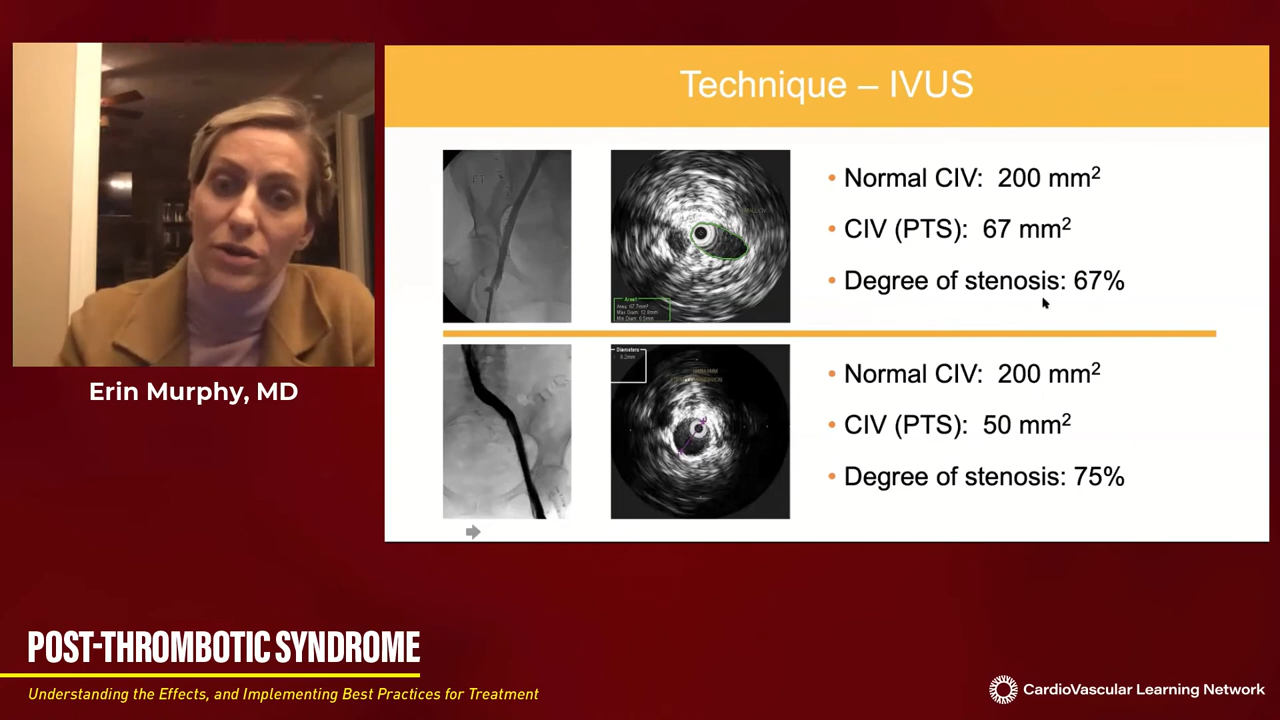 Technique – IVUS
• Normal CIV: 200 mm²
• CIV (PTS): 67 mm²
• Degree of stenosis: 67%
Area1
• Normal CIV: 200 mm²
• CIV (PTS): 50 mm²
• Degree of stenosis: 75%
Diameters
Erin Murphy, MD
POST-THROMBOTIC SYNDROME
Understanding the Effects, and Implementing Best Practices for Treatment
CardioVascular Learning Network